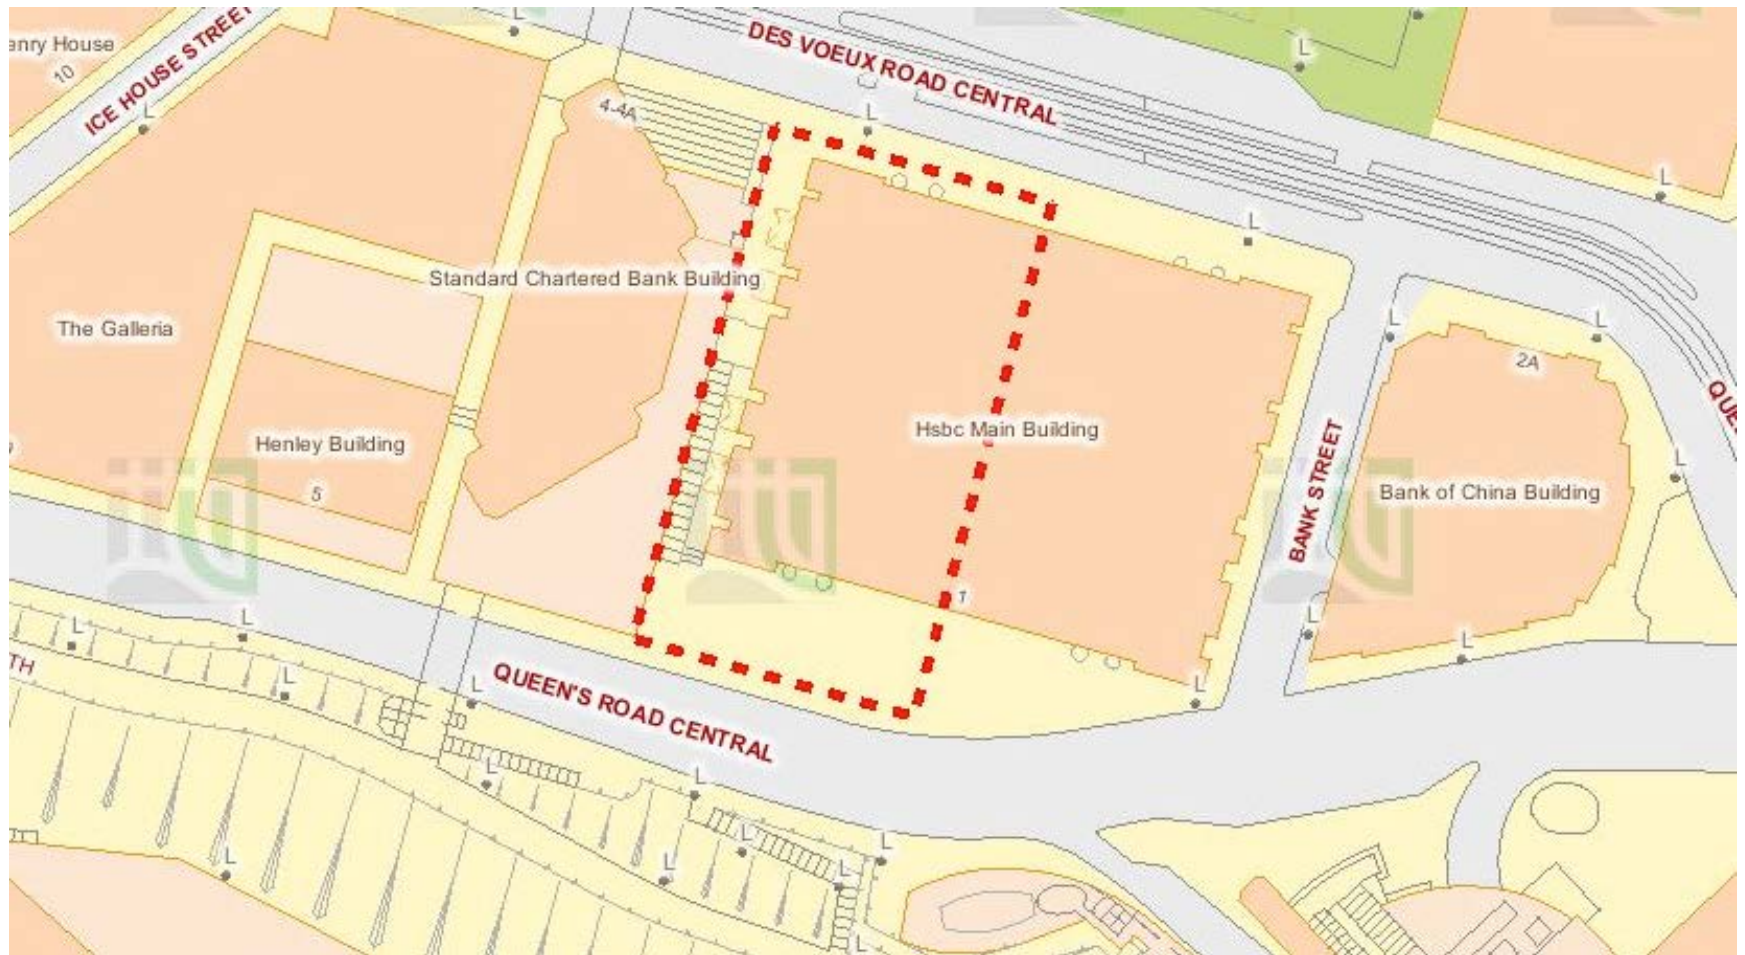 enry House
10
ICE HOUSE STREET
L
L
DES VOEUX ROAD CENTRAL
L
L
L
4-4A
L
L
Standard Chartered Bank Building
The Galleria
L
L
2A
Hsbc Main Building
Henley Building
5
BANK STREET
Bank of China Building
L
1
L
L
L
L
TH
L
L
L
QUEEN'S ROAD CENTRAL
L
L
L
L
L
L
L
L